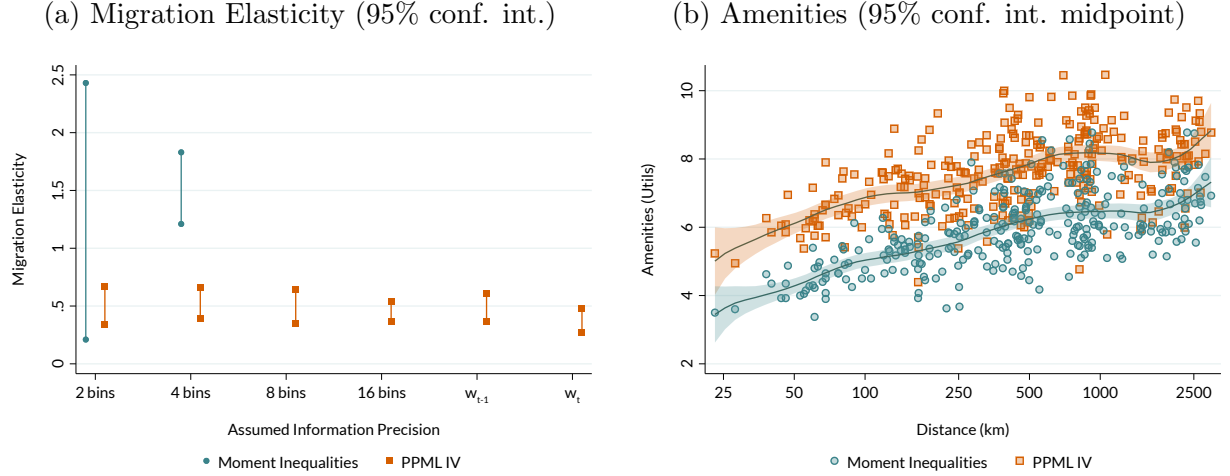 (a) Migration Elasticity (95% conf. int.)
(b) Amenities (95% conf. int. midpoint)
Migration Elasticity
2.5
2
1.5
1
.5
0
2 bins
4 bins
8 bins
16 bins
w_{t-1}
w_t
Assumed Information Precision
Moment Inequalities
PPML IV
Amenities (Utils)
10
8
6
4
2
25
50
100
250
500
1000
2500
Distance (km)
Moment Inequalities
PPML IV